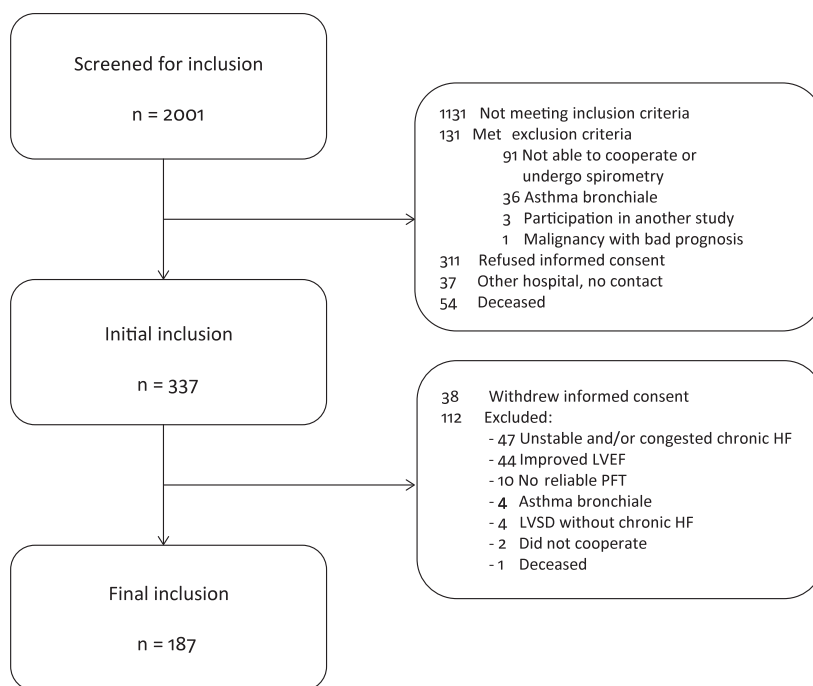 Screened for inclusion
n = 2001
1131 Not meeting inclusion criteria
131 Met exclusion criteria
91 Not able to cooperate or
undergo spirometry
36 Asthma bronchiale
3 Participation in another study
1 Malignancy with bad prognosis
311 Refused informed consent
37 Other hospital, no contact
54 Deceased
Initial inclusion
n = 337
38 Withdrew informed consent
112 Excluded:
- 47 Unstable and/or congested chronic HF
- 44 Improved LVEF
- 10 No reliable PFT
- 4 Asthma bronchiale
- 4 LVSD without chronic HF
- 2 Did not cooperate
- 1 Deceased
Final inclusion
n = 187